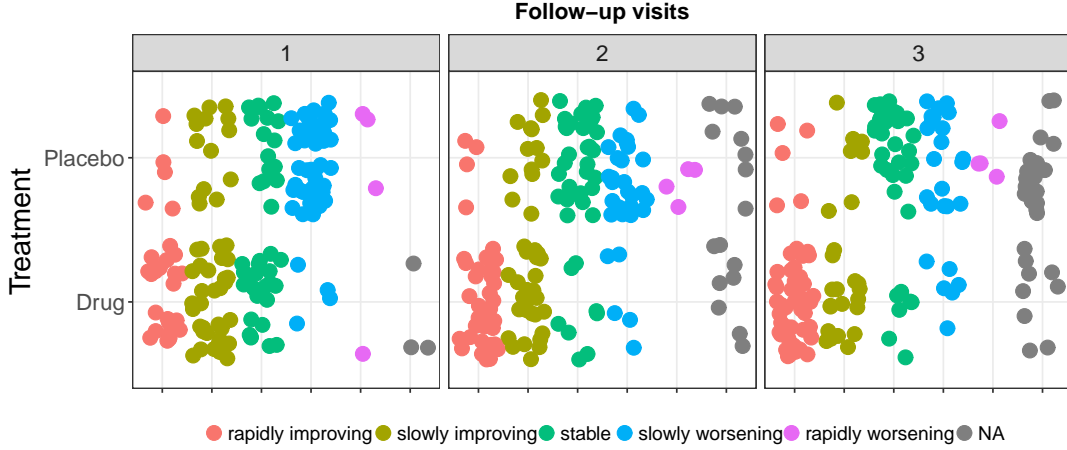 Follow−up visits
1 2 3
Treatment
Placebo
Drug
rapidly improving slowly improving stable slowly worsening rapidly worsening NA